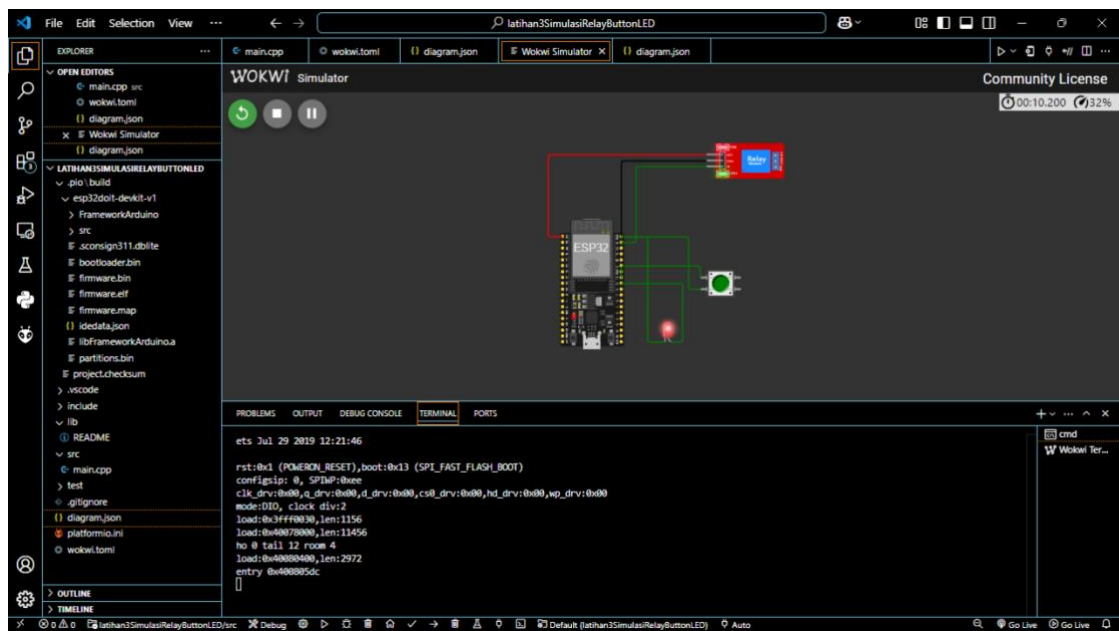 File Edit Selection View ··· latihan3SimulasiRelayButtonLED
EXPLORER ···
main.cpp wokwi.toml {} diagram.json Wokwi Simulator × {} diagram.json
OPEN EDITORS
main.cpp src
wokwi.toml
{} diagram.json
× Wokwi Simulator
{} diagram.json
LATIHAN3SIMULASIRELAYBUTTONLED
.pio\build
esp32doit-devkit-v1
> FrameworkArduino
> src
.sconsign311.dblite
bootloader.bin
firmware.bin
firmware.elf
firmware.map
{} idedata.json
libFrameworkArduino.a
partitions.bin
project.checksum
> .vscode
> include
lib
README
src
main.cpp
> test
.gitignore
{} diagram.json
platformio.ini
wokwi.toml
> OUTLINE
> TIMELINE
WOKWI Simulator
Community License
00:10.200 32%
Relay
ESP32
PROBLEMS OUTPUT DEBUG CONSOLE TERMINAL PORTS
cmd
Wokwi Ter...
ets Jul 29 2019 12:21:46
rst:0x1 (POWERON_RESET),boot:0x13 (SPI_FAST_FLASH_BOOT)
configsip: 0, SPIWP:0xee
clk_drv:0x00,q_drv:0x00,d_drv:0x00,cs0_drv:0x00,hd_drv:0x00,wp_drv:0x00
mode:DIO, clock div:2
load:0x3fff0030,len:1156
load:0x40078000,len:11456
ho 0 tail 12 room 4
load:0x40080400,len:2972
entry 0x400805dc
0 0 latihan3SimulasiRelayButtonLED/src Debug Default (latihan3SimulasiRelayButtonLED) Auto Go Live Go Live